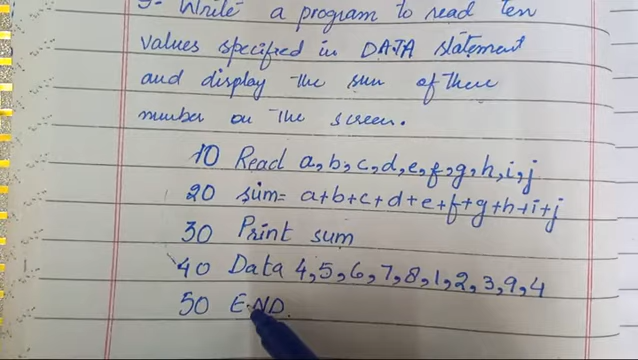 9- Write a program to read ten
values specified in DATA statement
and display the sum of these
number on the screen.
10 Read a,b,c,d,e,f,g,h,i,j
20 sum= a+b+c+d+e+f+g+h+i+j
30 Print sum
40 Data 4,5,6,7,8,1,2,3,9,4
50 END.